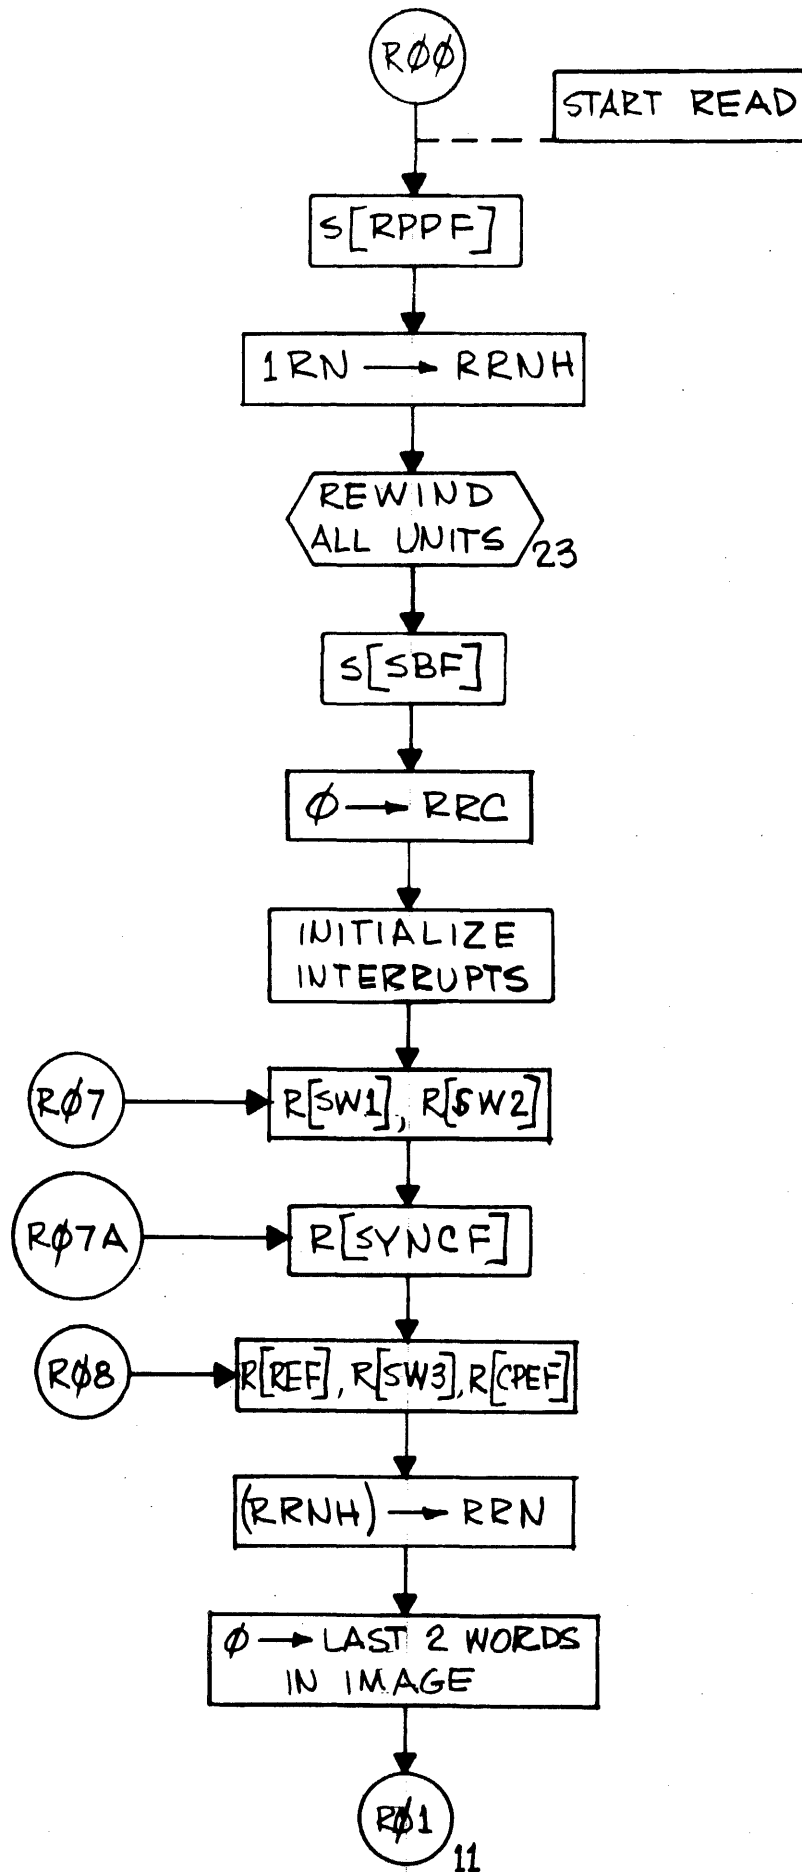 RØØ
START READ
S[RPPF]
1RN → RRNH
REWIND
ALL UNITS
23
S[SBF]
Ø → RRC
INITIALIZE
INTERRUPTS
RØ7
R[SW1], R[SW2]
RØ7A
R[SYNCF]
RØ8
R[REF], R[SW3], R[CPEF]
(RRNH) → RRN
Ø → LAST 2 WORDS
IN IMAGE
RØ1
11